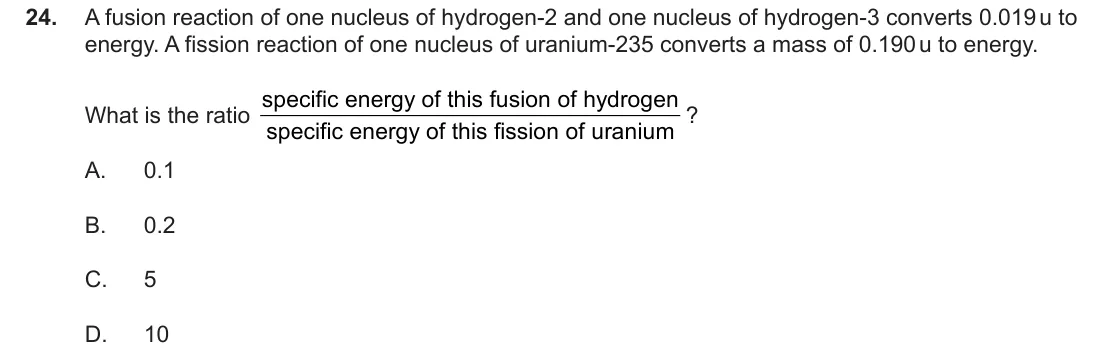 24. A fusion reaction of one nucleus of hydrogen-2 and one nucleus of hydrogen-3 converts 0.019 u to
energy. A fission reaction of one nucleus of uranium-235 converts a mass of 0.190 u to energy.
What is the ratio specific energy of this fusion of hydrogen
specific energy of this fission of uranium ?
A. 0.1
B. 0.2
C. 5
D. 10